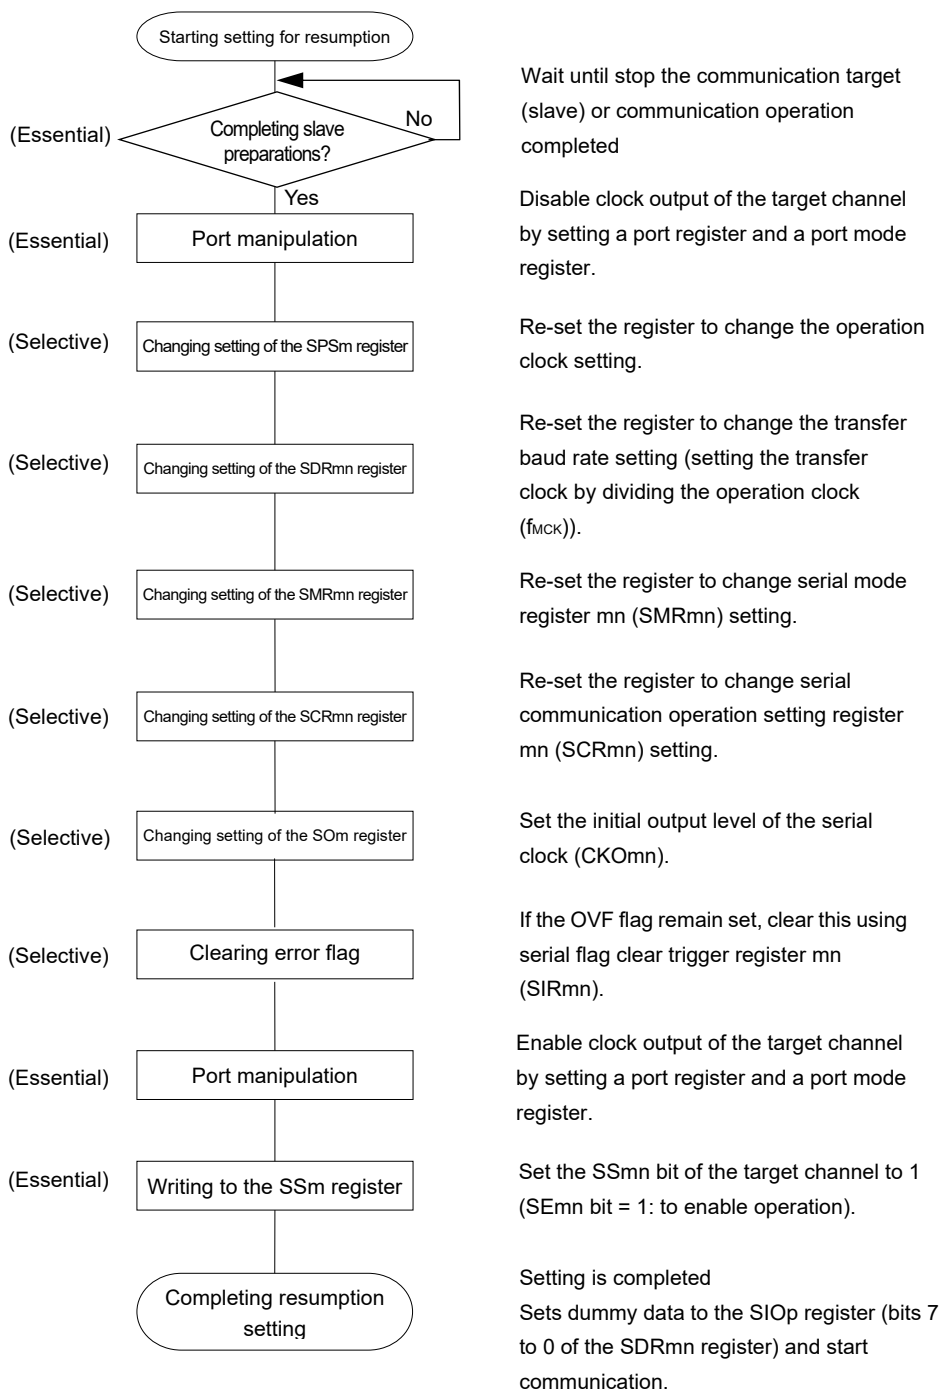 Starting setting for resumption
Wait until stop the communication target
(slave) or communication operation
completed
(Essential)
Completing slave
preparations?
No
Yes
Disable clock output of the target channel
by setting a port register and a port mode
register.
(Essential)
Port manipulation
(Selective)
Changing setting of the SPSm register
Re-set the register to change the operation
clock setting.
(Selective)
Changing setting of the SDRmn register
Re-set the register to change the transfer
baud rate setting (setting the transfer
clock by dividing the operation clock
(fMCK)).
(Selective)
Changing setting of the SMRmn register
Re-set the register to change serial mode
register mn (SMRmn) setting.
(Selective)
Changing setting of the SCRmn register
Re-set the register to change serial
communication operation setting register
mn (SCRmn) setting.
(Selective)
Changing setting of the SOm register
Set the initial output level of the serial
clock (CKOmn).
(Selective)
Clearing error flag
If the OVF flag remain set, clear this using
serial flag clear trigger register mn
(SIRmn).
(Essential)
Port manipulation
Enable clock output of the target channel
by setting a port register and a port mode
register.
(Essential)
Writing to the SSm register
Set the SSmn bit of the target channel to 1
(SEmn bit = 1: to enable operation).
Completing resumption
setting
Setting is completed
Sets dummy data to the SIOp register (bits 7
to 0 of the SDRmn register) and start
communication.